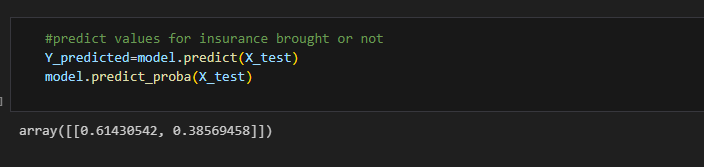 #predict values for insurance brought or not
Y_predicted=model.predict(X_test)
model.predict_proba(X_test)
]
array([[0.61430542, 0.38569458]])